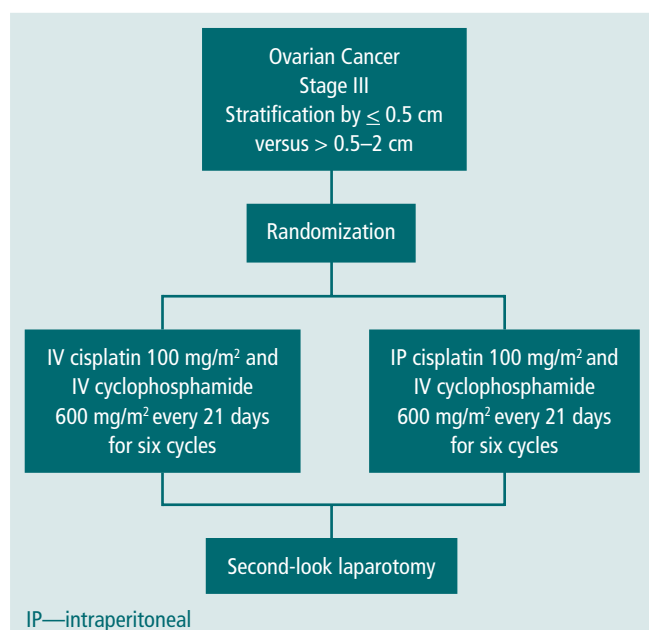 Ovarian Cancer
Stage III
Stratification by ≤ 0.5 cm
versus > 0.5–2 cm
Randomization
IV cisplatin 100 mg/m² and
IV cyclophosphamide
600 mg/m² every 21 days
for six cycles
IP cisplatin 100 mg/m² and
IV cyclophosphamide
600 mg/m² every 21 days
for six cycles
Second-look laparotomy
IP—intraperitoneal